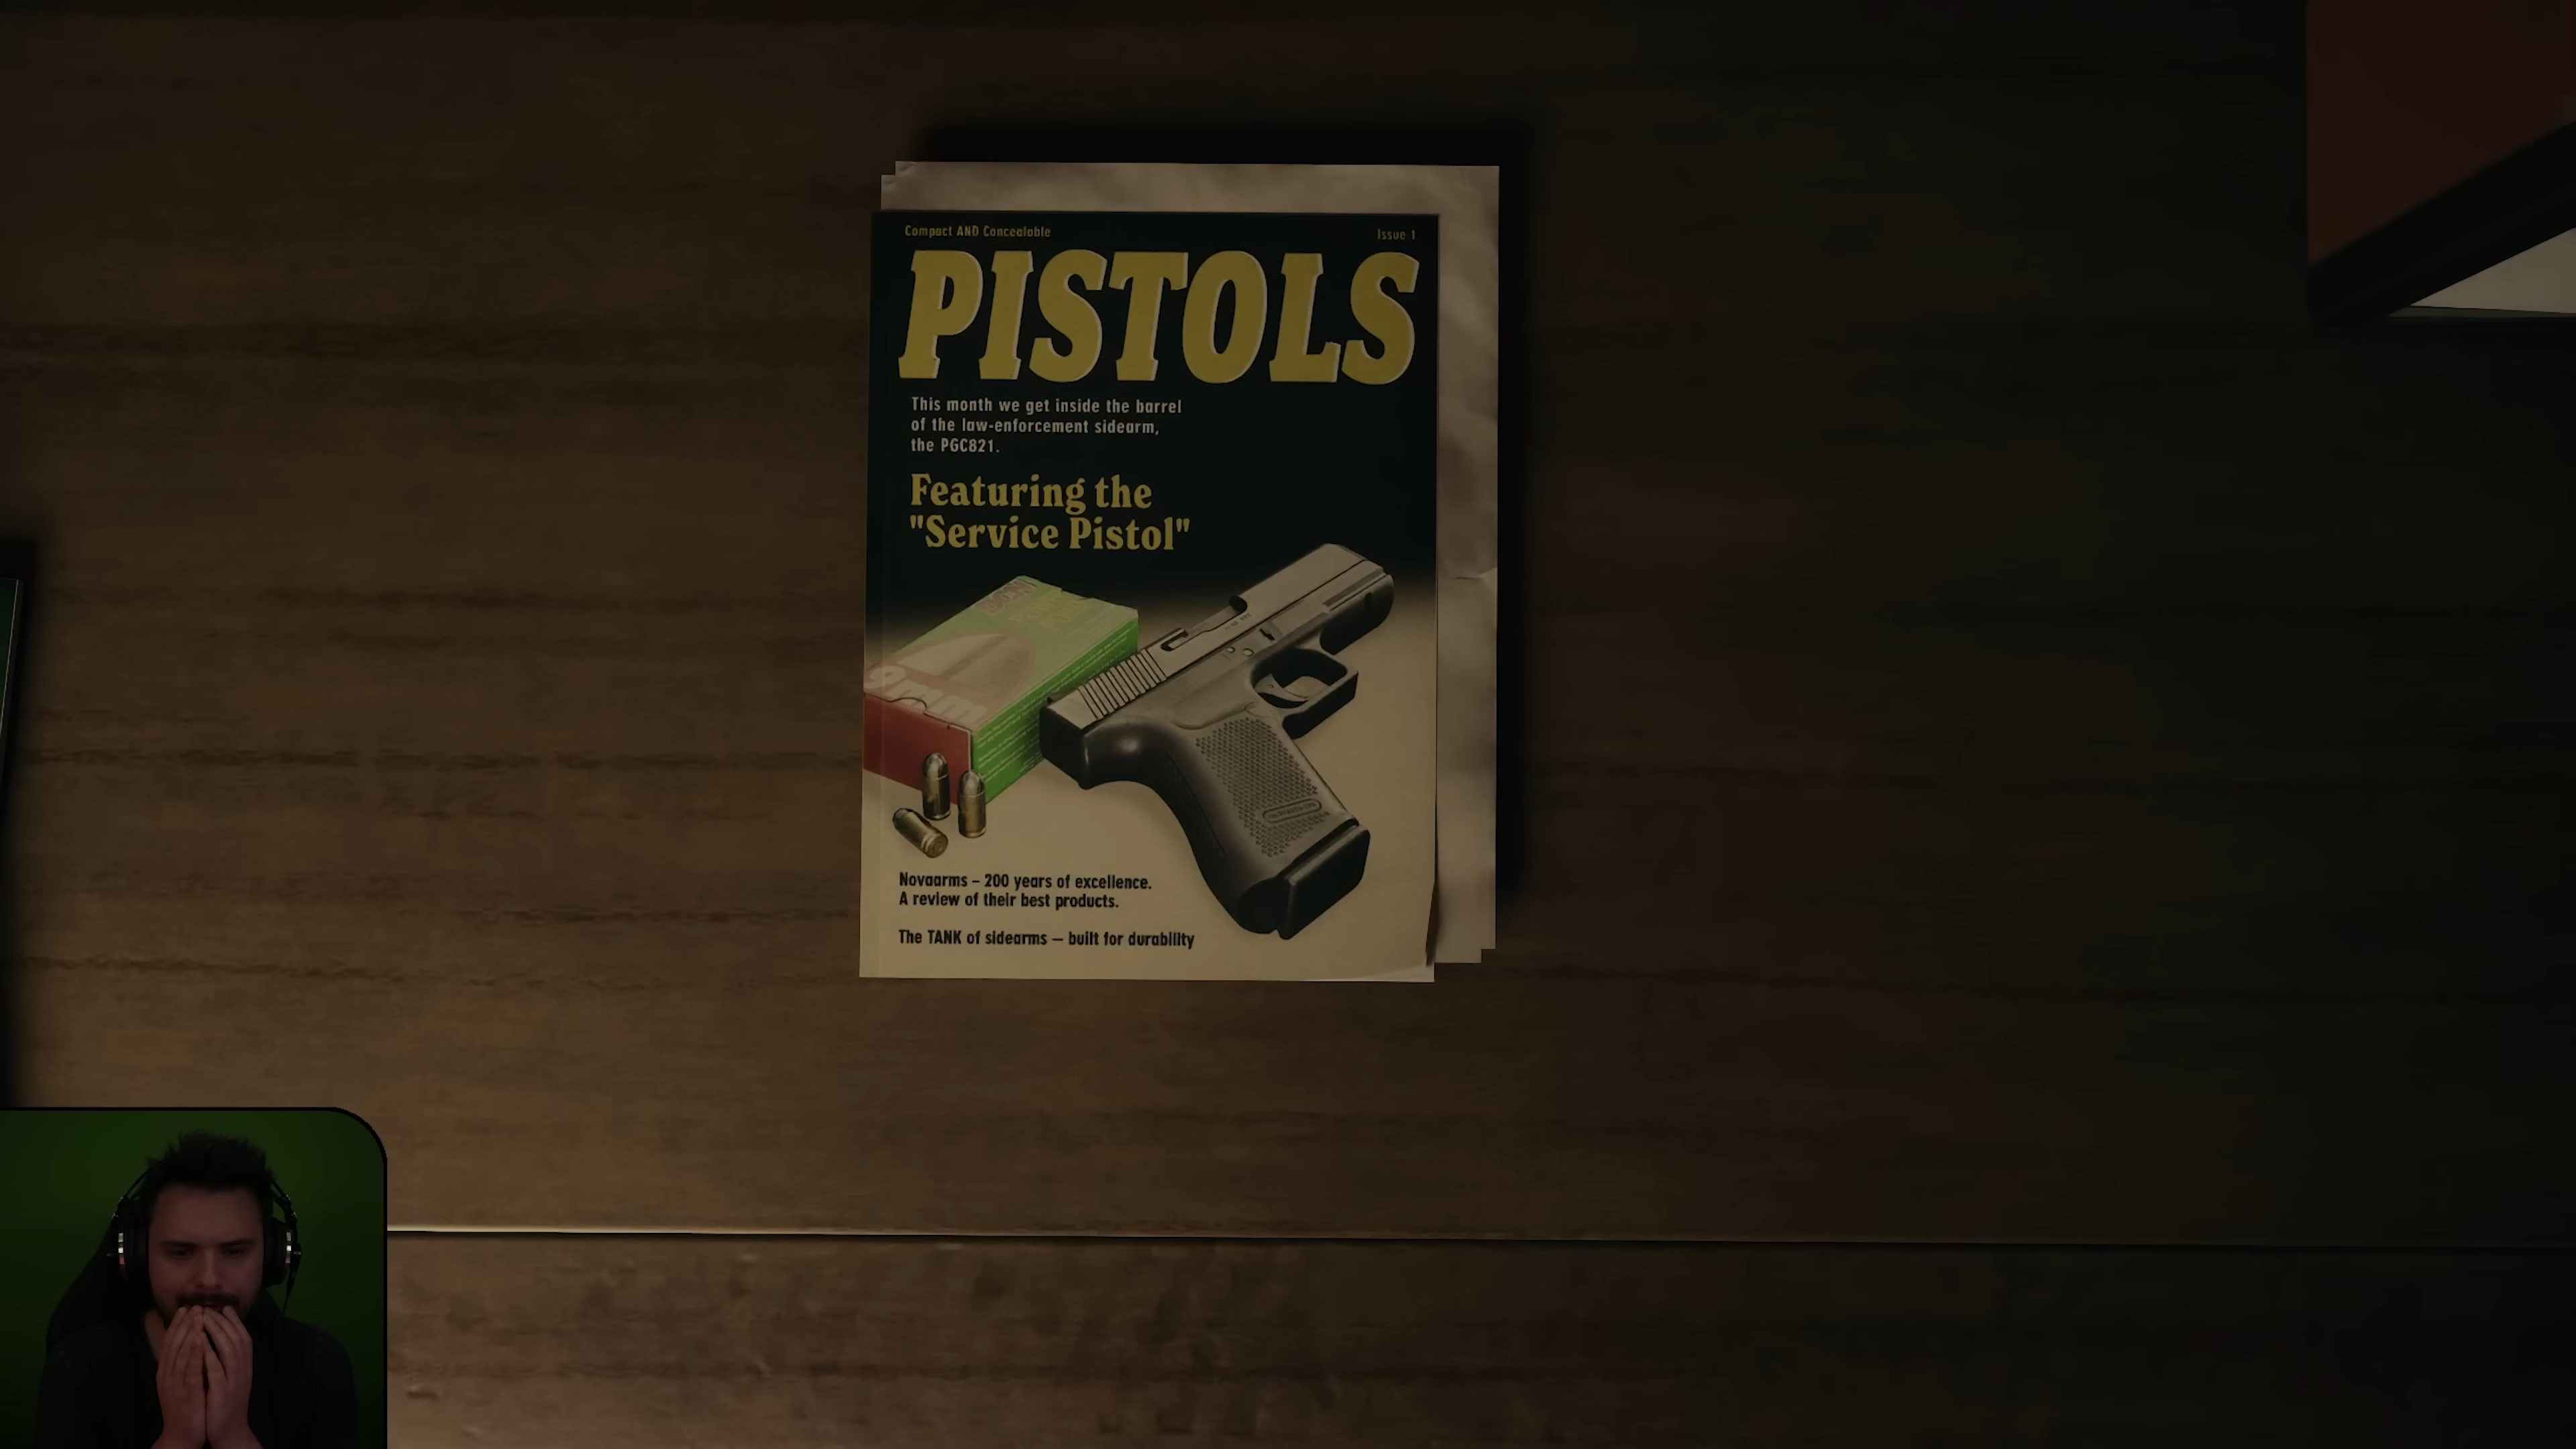 Compact AND Concealable
Issue 1
PISTOLS
This month we get inside the barrel
of the law-enforcement sidearm,
the PGC821.
Featuring the
"Service Pistol"
9mm
Novaarms – 200 years of excellence.
A review of their best products.
The TANK of sidearms – built for durability